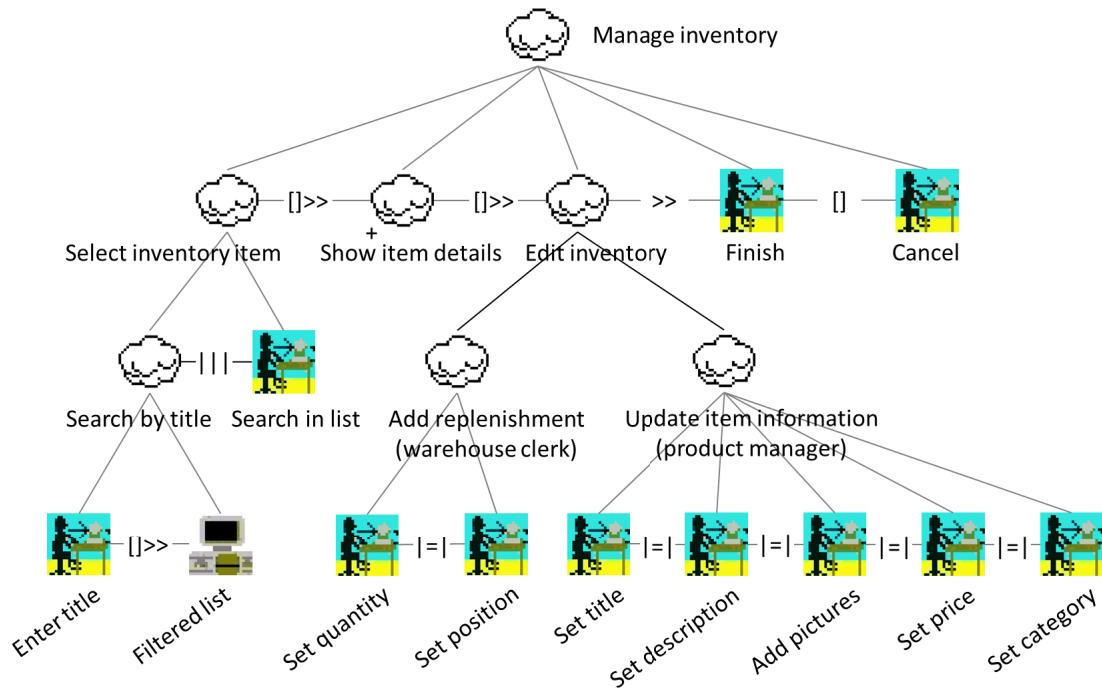 Manage inventory
[]>> []>> >> []
+
Select inventory item Show item details Edit inventory Finish Cancel
|||
Search by title Search in list Add replenishment Update item information
(warehouse clerk) (product manager)
[]>> |=| |=| |=| |=| |=|
Enter title Filtered list Set quantity Set position Set title Set description Add pictures Set price Set category